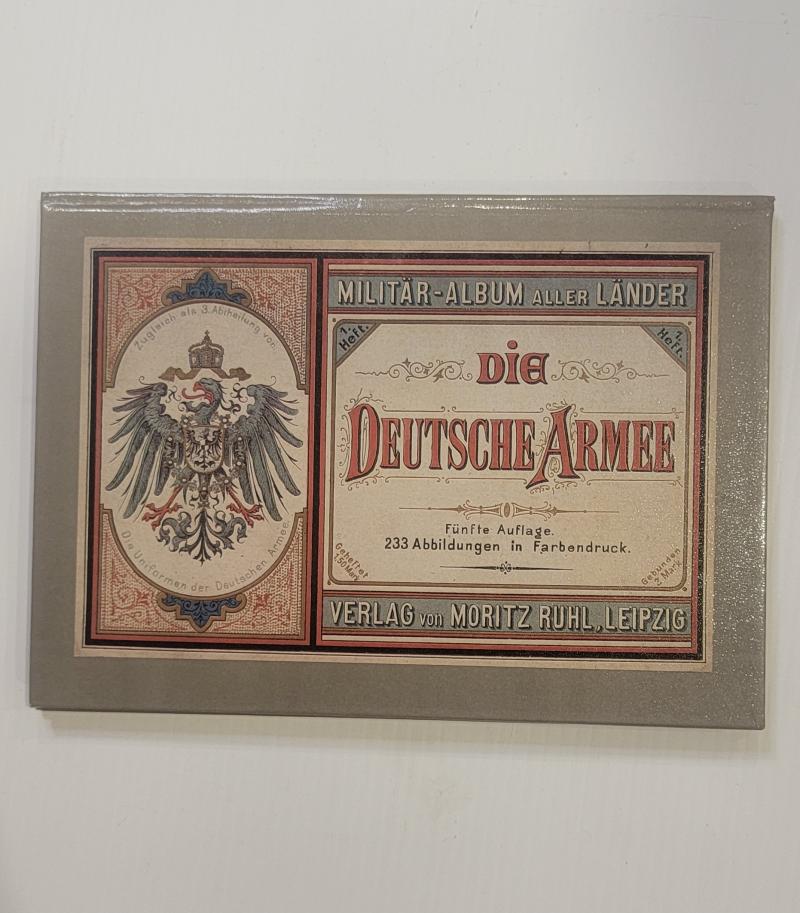 Zugleich als 3. Abtheilung von:
Die Uniformen der Deutschen Armee.
MILITÄR-ALBUM ALLER LÄNDER
1. Heft.
1. Heft.
DIE
DEUTSCHE ARMEE
Fünfte Auflage.
233 Abbildungen in Farbendruck.
Geheftet 1.50 Mark
Gebunden 2. Mark.
VERLAG von MORITZ RUHL, LEIPZIG